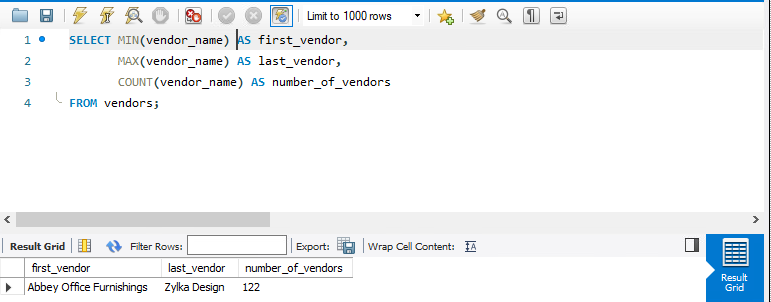 Limit to 1000 rows
1 SELECT MIN(vendor_name) AS first_vendor,
2 MAX(vendor_name) AS last_vendor,
3 COUNT(vendor_name) AS number_of_vendors
4 FROM vendors;
Result Grid Filter Rows: Export: Wrap Cell Content: IA
first_vendor last_vendor number_of_vendors
Abbey Office Furnishings Zylka Design 122
Result
Grid